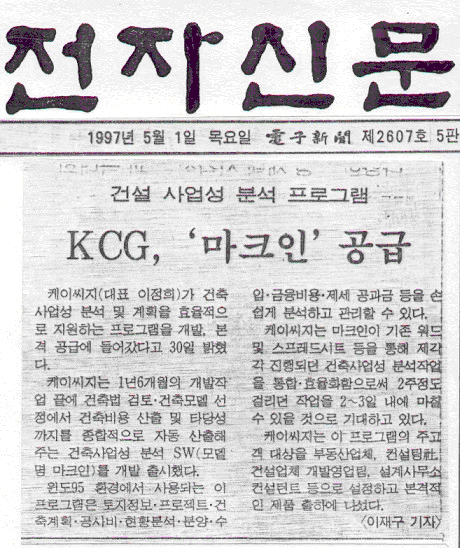 전자신문
1997년 5월 1일 목요일 電子新聞 제2607호 5판
건설 사업성 분석 프로그램
KCG, ‘마크인’ 공급
케이씨지(대표 이정희)가 건축
사업성 분석 및 계획을 효율적으
로 지원하는 프로그램을 개발, 본
격 공급에 들어갔다고 30일 밝혔
다.
케이씨지는 1년6개월의 개발작
업 끝에 건축법 검토·건축모델 선
정에서 건축비용 산출 및 타당성
까지를 종합적으로 자동 산출해
주는 건축사업성 분석 SW(모델
명 마크인)를 개발 출시했다.
윈도95 환경에서 사용되는 이
프로그램은 토지정보·프로젝트·건
축계획·공사비·현황분석·분양·수
입·금융비용·제세 공과금 등을 손
쉽게 분석하고 관리할 수 있다.
케이씨지는 마크인이 기존 워드
및 스프레드시트 등을 통해 제각
각 진행되던 건축사업성 분석작업
을 통합·효율화함으로써 2주정도
걸리던 작업을 2~3일 내에 마칠
수 있을 것으로 기대하고 있다.
케이씨지는 이 프로그램의 주고
객 대상을 부동산업체, 컨설팅社,
건설업체 개발영업팀, 설계사무소
컨설턴트 등으로 설정하고 본격적
인 제품 출하에 나섰다.
〈이재구 기자〉